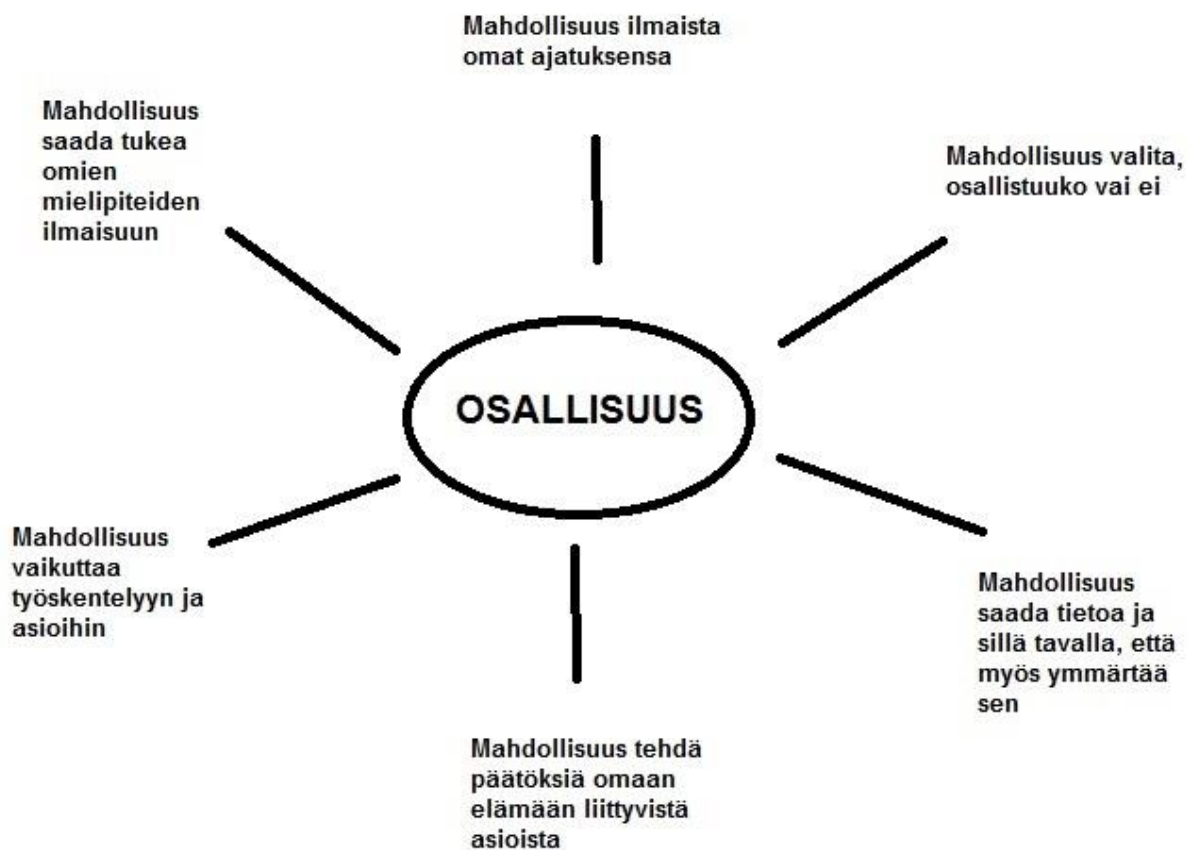 Mahdollisuus ilmaista
omat ajatuksensa
Mahdollisuus
saada tukea
omien
mielipiteiden
ilmaisuun
Mahdollisuus valita,
osallistuuko vai ei
OSALLISUUS
Mahdollisuus
vaikuttaa
työskentelyyn ja
asioihin
Mahdollisuus
saada tietoa ja
sillä tavalla, että
myös ymmärtää
sen
Mahdollisuus tehdä
päätöksiä omaan
elämään liittyvistä
asioista